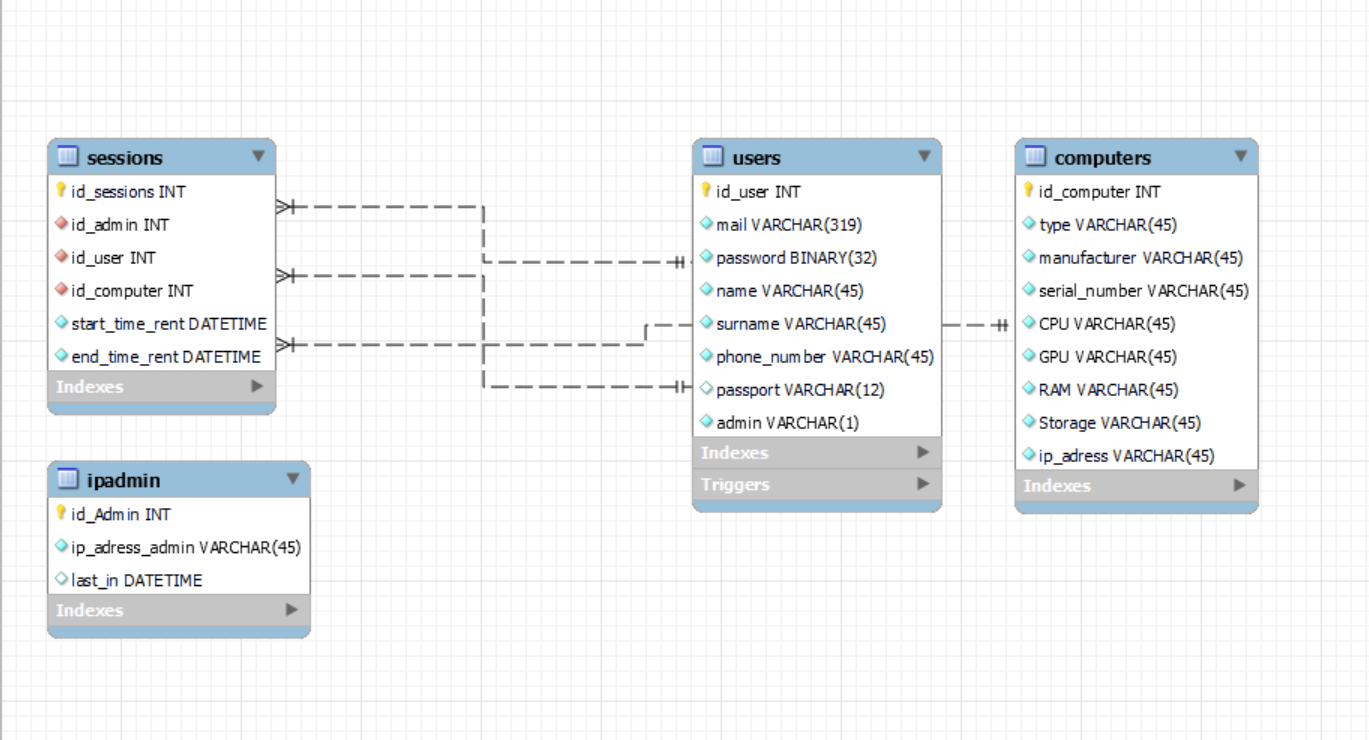 sessions
id_sessions INT
id_admin INT
id_user INT
id_computer INT
start_time_rent DATETIME
end_time_rent DATETIME
Indexes
ipadmin
id_Admin INT
ip_adress_admin VARCHAR(45)
last_in DATETIME
Indexes
users
id_user INT
mail VARCHAR(319)
password BINARY(32)
name VARCHAR(45)
surname VARCHAR(45)
phone_number VARCHAR(45)
passport VARCHAR(12)
admin VARCHAR(1)
Indexes
Triggers
computers
id_computer INT
type VARCHAR(45)
manufacturer VARCHAR(45)
serial_number VARCHAR(45)
CPU VARCHAR(45)
GPU VARCHAR(45)
RAM VARCHAR(45)
Storage VARCHAR(45)
ip_adress VARCHAR(45)
Indexes